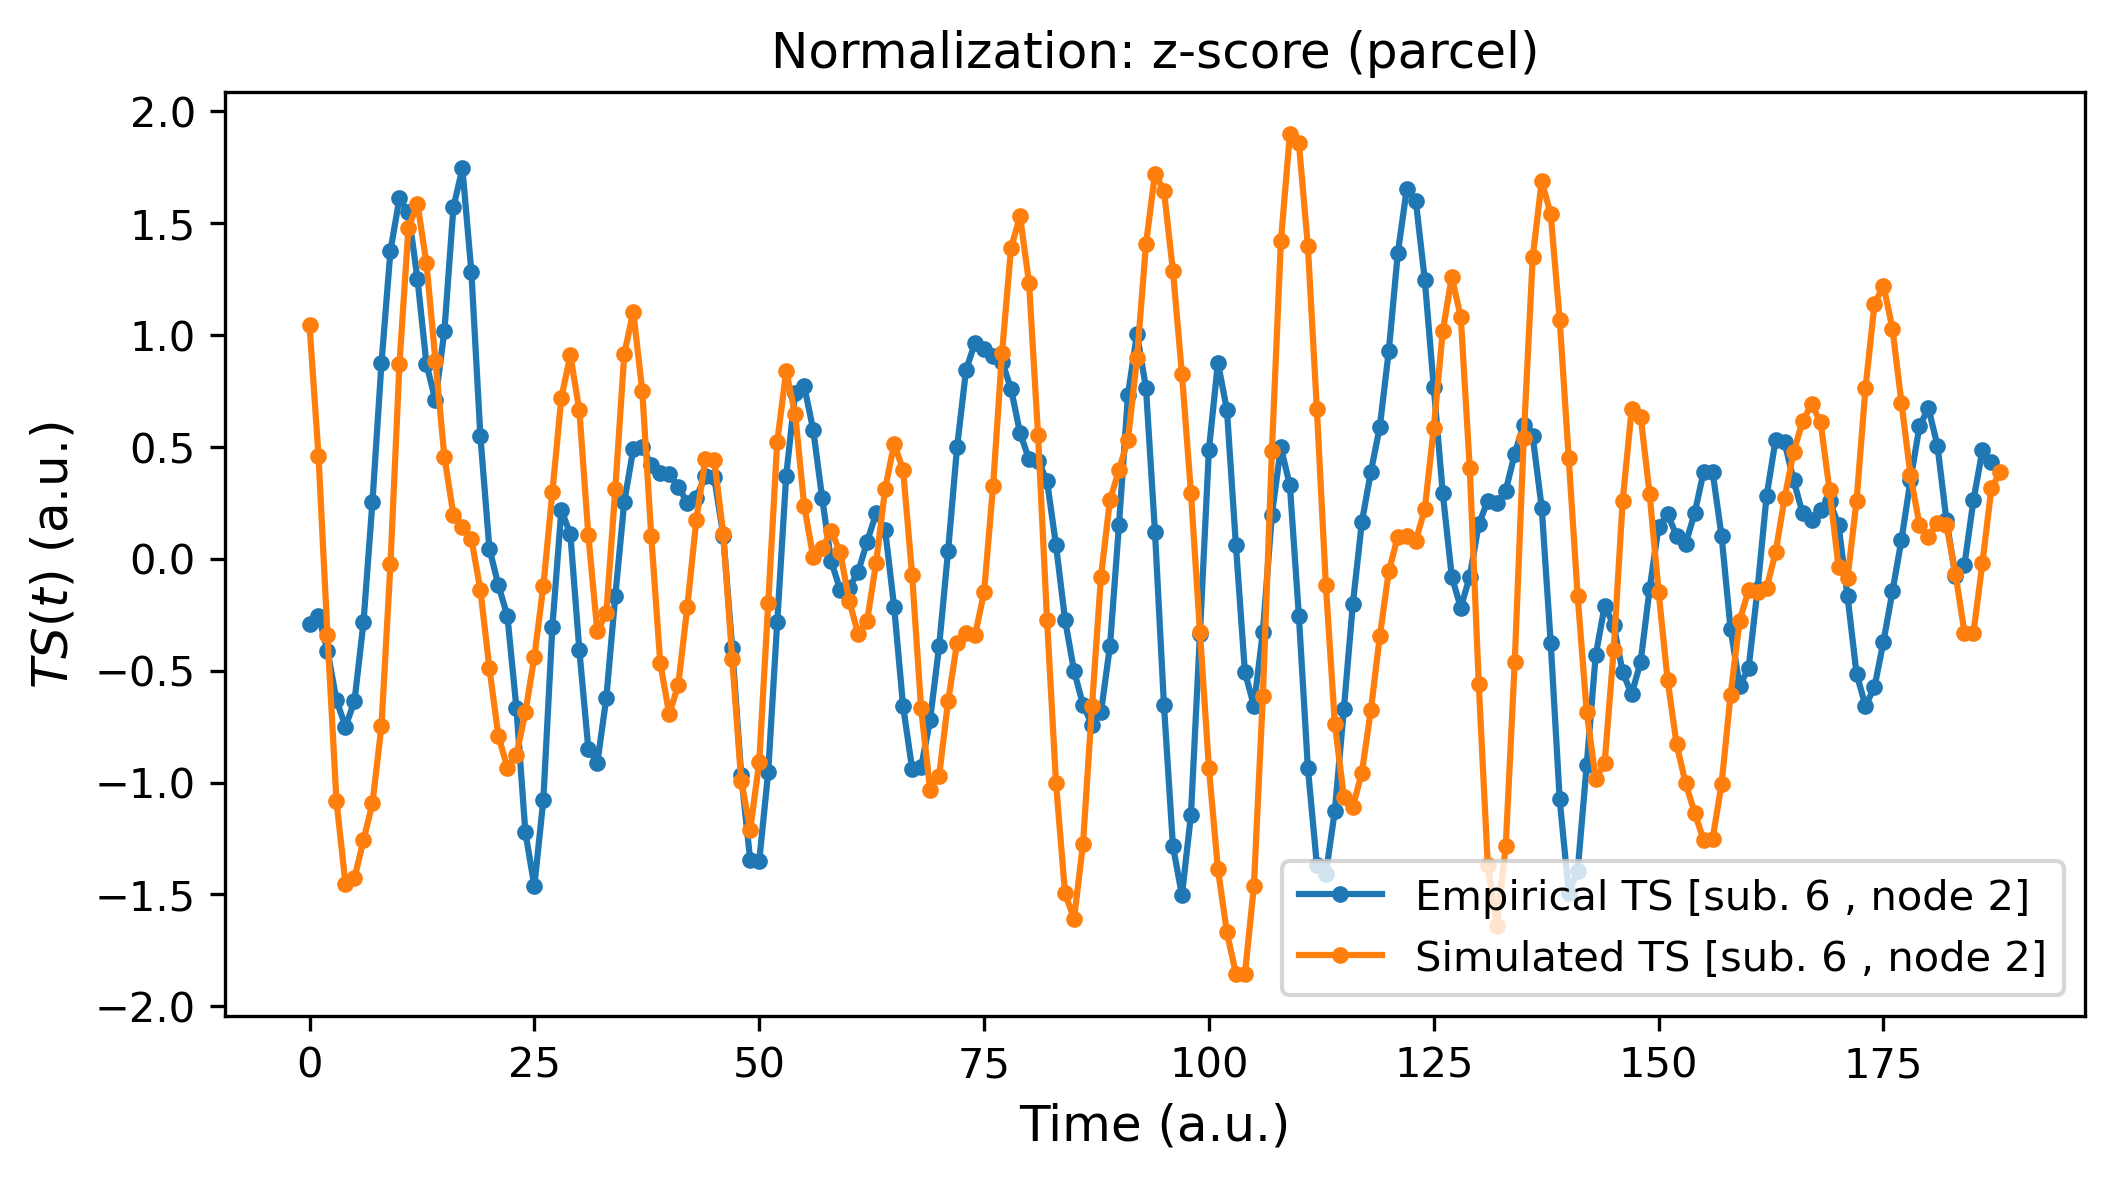 Normalization: z-score (parcel)
2.0
1.5
1.0
0.5
0.0
−0.5
−1.0
−1.5
−2.0
TS(t) (a.u.)
Empirical TS [sub. 6 , node 2]
Simulated TS [sub. 6 , node 2]
0 25 50 75 100 125 150 175
Time (a.u.)